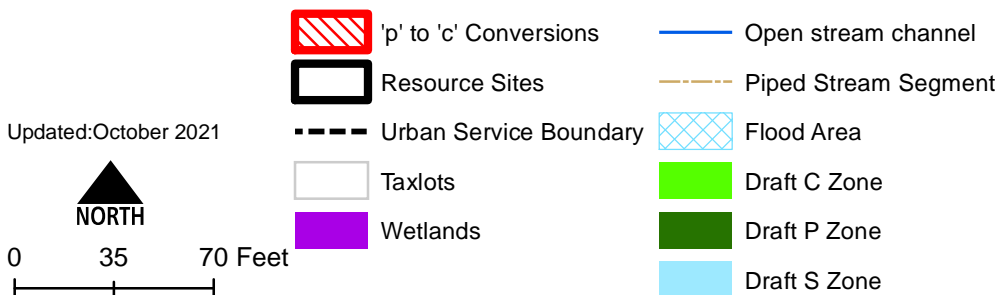 'p' to 'c' Conversions
Resource Sites
Urban Service Boundary
Taxlots
Wetlands
Open stream channel
Piped Stream Segment
Flood Area
Draft C Zone
Draft P Zone
Draft S Zone
Updated:October 2021
NORTH
0 35 70 Feet